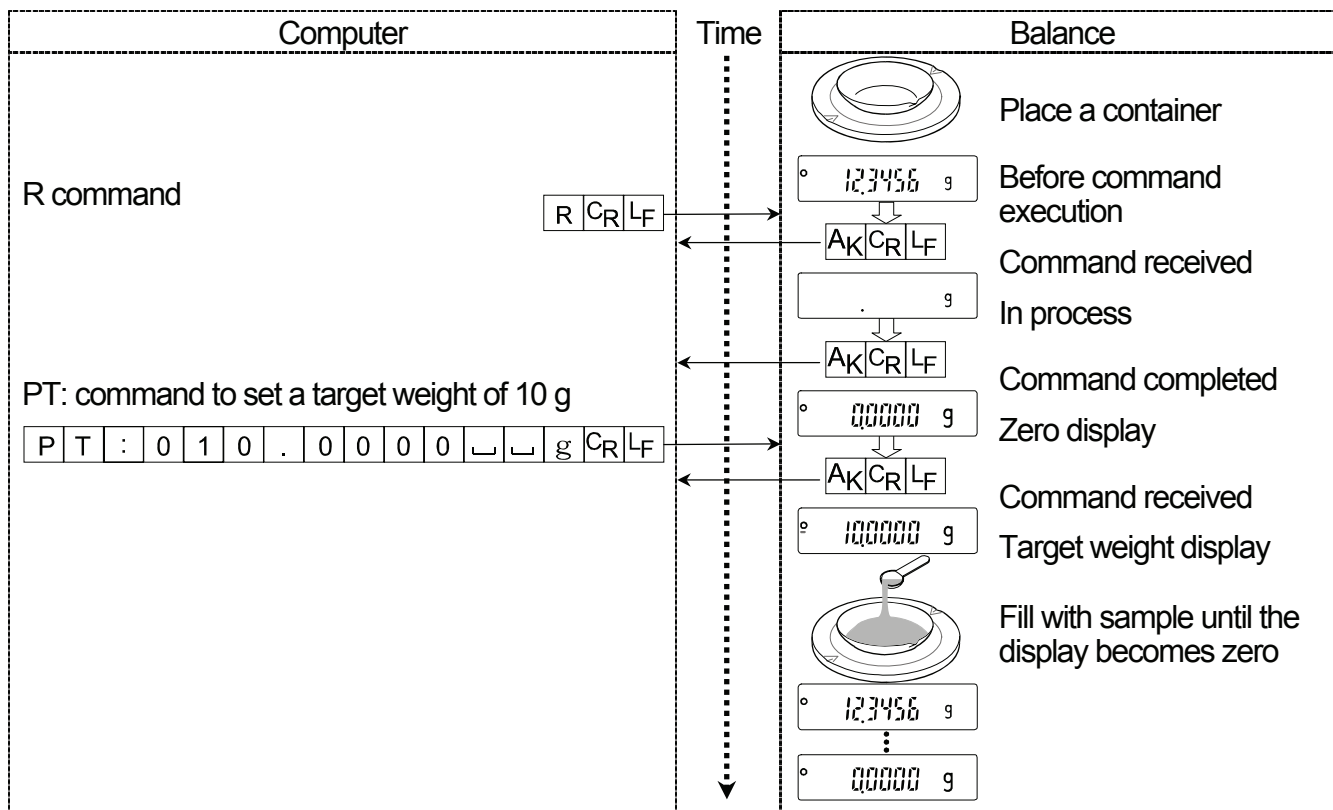 Computer
Time
Balance
Place a container
12.3456 g
Before command
execution
R command
R CR LF
AK CR LF
Command received
. g
In process
AK CR LF
Command completed
PT: command to set a target weight of 10 g
0.0000 g
Zero display
P T : 0 1 0 . 0 0 0 0 ␣ ␣ g CR LF
AK CR LF
Command received
10.0000 g
Target weight display
Fill with sample until the
display becomes zero
12.3456 g
0.0000 g